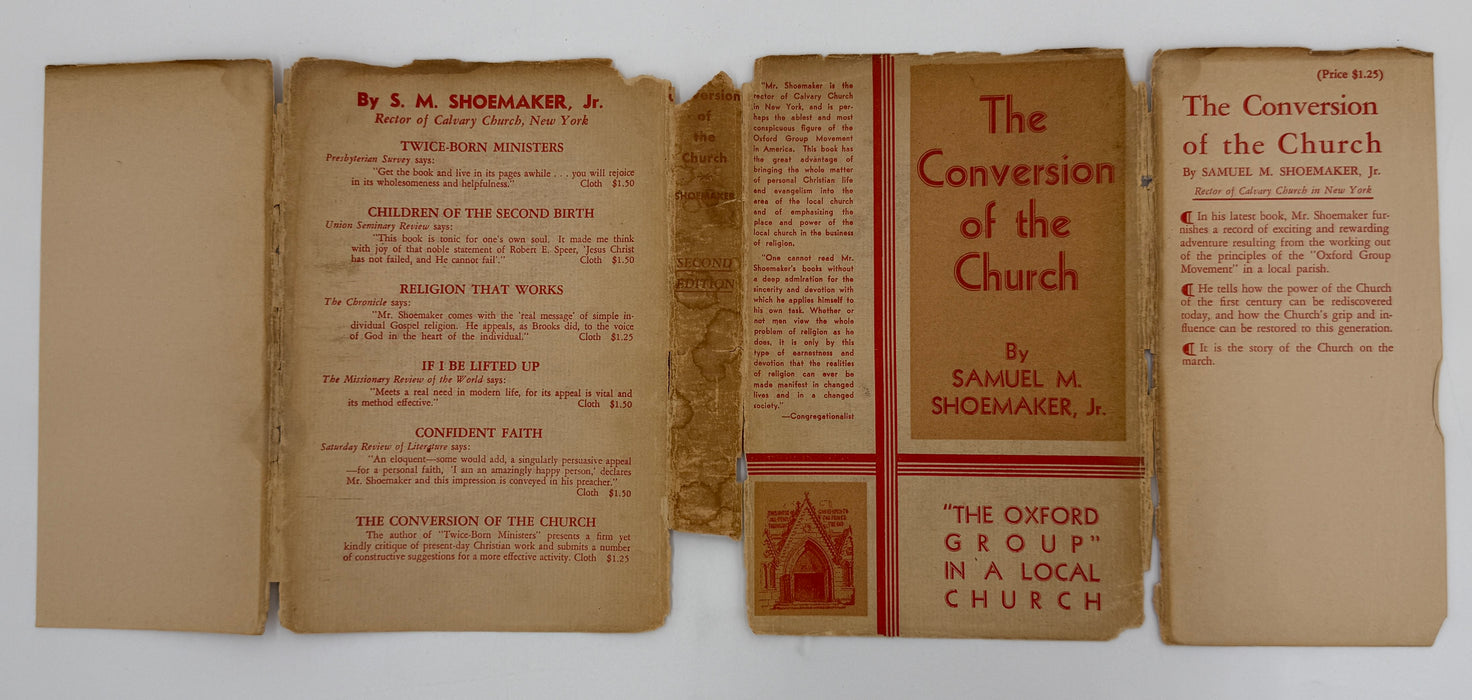 By S. M. SHOEMAKER, Jr.
Rector of Calvary Church, New York
TWICE-BORN MINISTERS
Presbyterian Survey says:
"Get the book and live in its pages awhile . . . you will rejoice
in its wholesomeness and helpfulness." Cloth $1.50
CHILDREN OF THE SECOND BIRTH
Union Seminary Review says:
"This book is tonic for one's own soul. It made me think
with joy of that noble statement of Robert E. Speer, 'Jesus Christ
has not failed, and He cannot fail'." Cloth $1.50
RELIGION THAT WORKS
The Chronicle says:
"Mr. Shoemaker comes with the 'real message' of simple in-
dividual Gospel religion. He appeals, as Brooks did, to the voice
of God in the heart of the individual." Cloth $1.25
IF I BE LIFTED UP
The Missionary Review of the World says:
"Meets a real need in modern life, for its appeal is vital and
its method effective." Cloth $1.50
CONFIDENT FAITH
Saturday Review of Literature says:
"An eloquent—some would add, a singularly persuasive appeal
—for a personal faith, 'I am an amazingly happy person,' declares
Mr. Shoemaker and this impression is conveyed in his preacher."
Cloth $1.50
THE CONVERSION OF THE CHURCH
The author of "Twice-Born Ministers" presents a firm yet
kindly critique of present-day Christian work and submits a number
of constructive suggestions for a more effective activity. Cloth $1.25
Conversion
of
the
Church
SHOEMAKER
SECOND
EDITION
"Mr. Shoemaker is the
rector of Calvary Church
in New York, and is per-
haps the ablest and most
conspicuous figure of the
Oxford Group Movement
in America. This book has
the great advantage of
bringing the whole matter
of personal Christian life
and evangelism into the
area of the local church
and of emphasizing the
place and power of the
local church in the business
of religion.
"One cannot read Mr.
Shoemaker's books without
a deep admiration for the
sincerity and devotion with
which he applies himself to
his own task. Whether or
not men view the whole
problem of religion as he
does, it is only by this
type of earnestness and
devotion that the realities
of religion can ever be
made manifest in changed
lives and in a changed
society."
—Congregationalist
The
Conversion
of the
Church
By
SAMUEL M.
SHOEMAKER, Jr.
"THE OXFORD
GROUP"
IN A LOCAL
CHURCH
(Price $1.25)
The Conversion
of the Church
By SAMUEL M. SHOEMAKER, Jr.
Rector of Calvary Church in New York
¶ In his latest book, Mr. Shoemaker fur-
nishes a record of exciting and rewarding
adventure resulting from the working out
of the principles of the "Oxford Group
Movement" in a local parish.
¶ He tells how the power of the Church
of the first century can be rediscovered
today, and how the Church's grip and in-
fluence can be restored to this generation.
¶ It is the story of the Church on the
march.